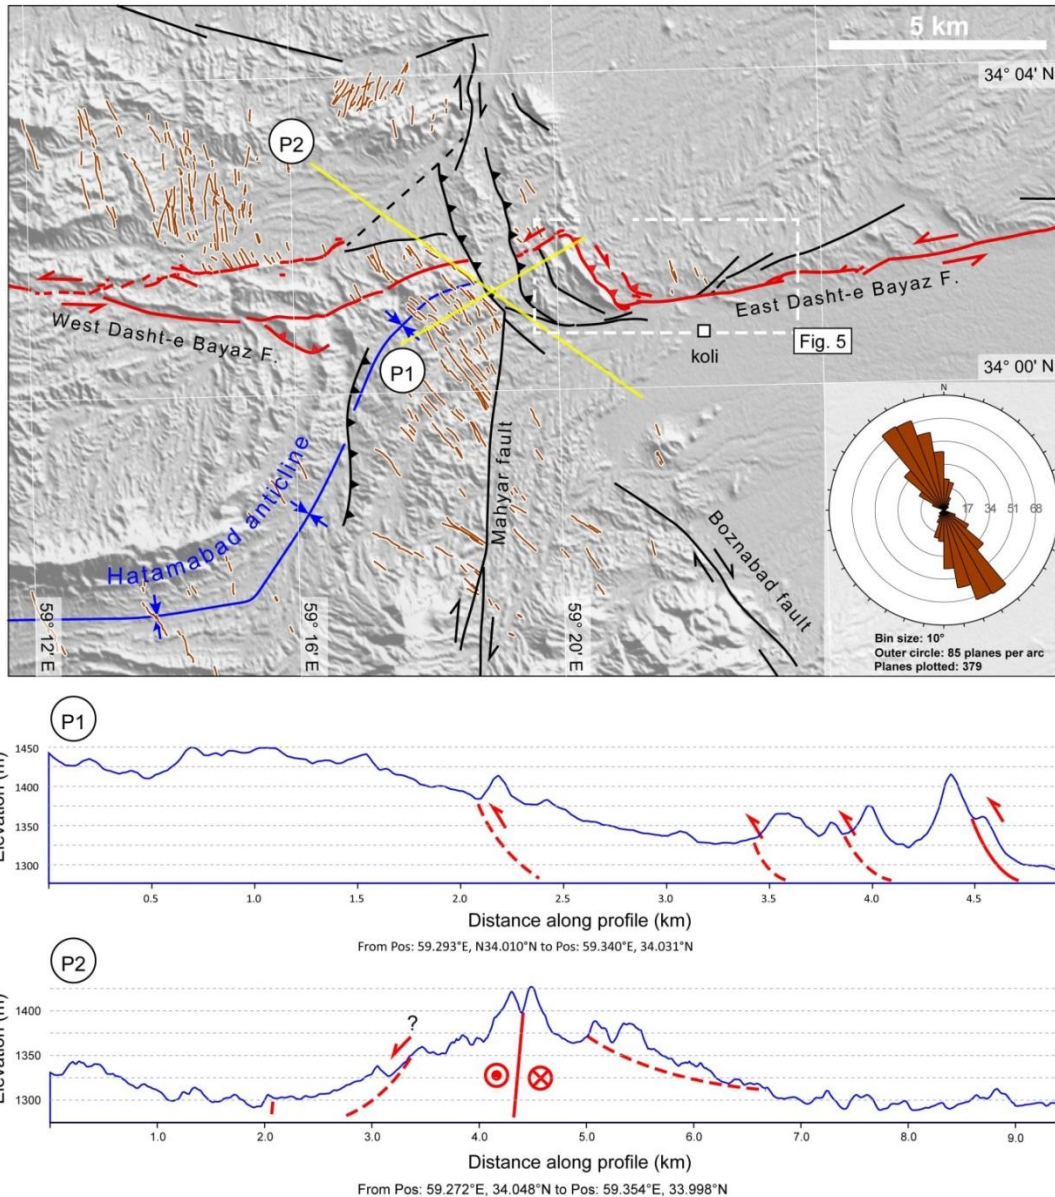 5 km
34° 04' N
P2
East Dasht-e Bayaz F.
West Dasht-e Bayaz F.
Fig. 5
koli
P1
34° 00' N
Hatamabad anticline
Mahyar fault
Boznabad fault
N
17 34 51 68
59° 12' E
59° 16' E
59° 20' E
Bin size: 10°
Outer circle: 85 planes per arc
Planes plotted: 379
P1
Elevation (m)
1450
1400
1350
1300
0.5 1.0 1.5 2.0 2.5 3.0 3.5 4.0 4.5
Distance along profile (km)
From Pos: 59.293°E, N34.010°N to Pos: 59.340°E, 34.031°N
P2
Elevation (m)
?
1400
1350
1300
1.0 2.0 3.0 4.0 5.0 6.0 7.0 8.0 9.0
Distance along profile (km)
From Pos: 59.272°E, 34.048°N to Pos: 59.354°E, 33.998°N